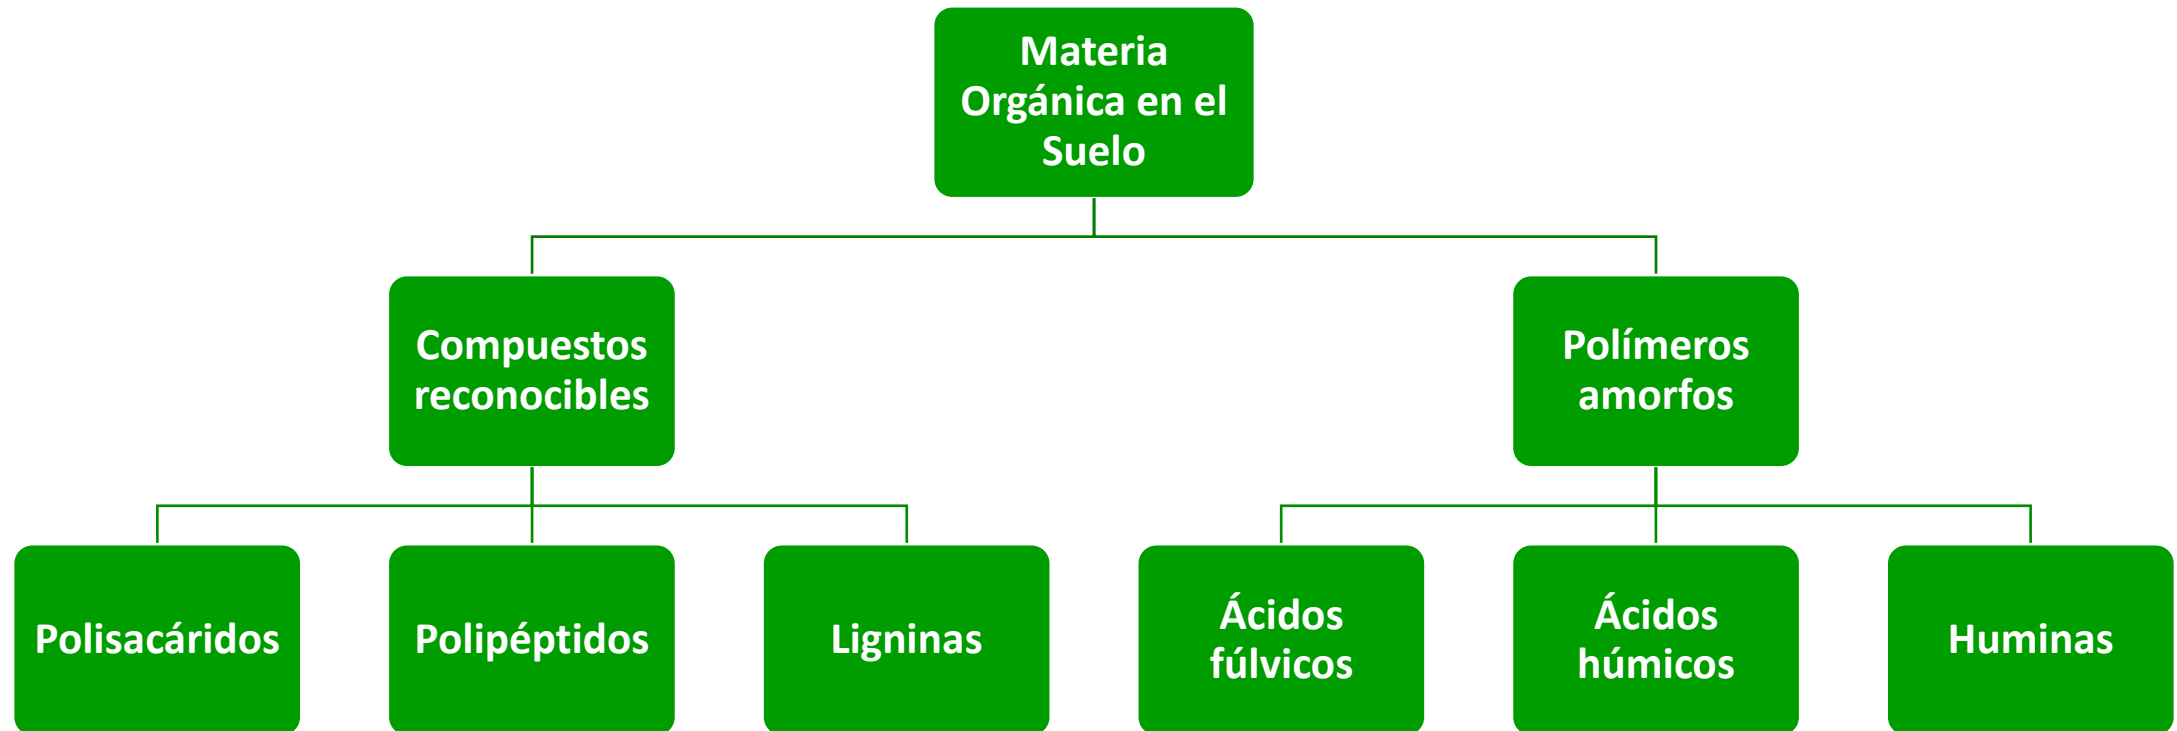 Materia
Orgánica en el
Suelo
Compuestos
reconocibles
Polímeros
amorfos
Polisacáridos
Polipéptidos
Ligninas
Ácidos
fúlvicos
Ácidos
húmicos
Huminas